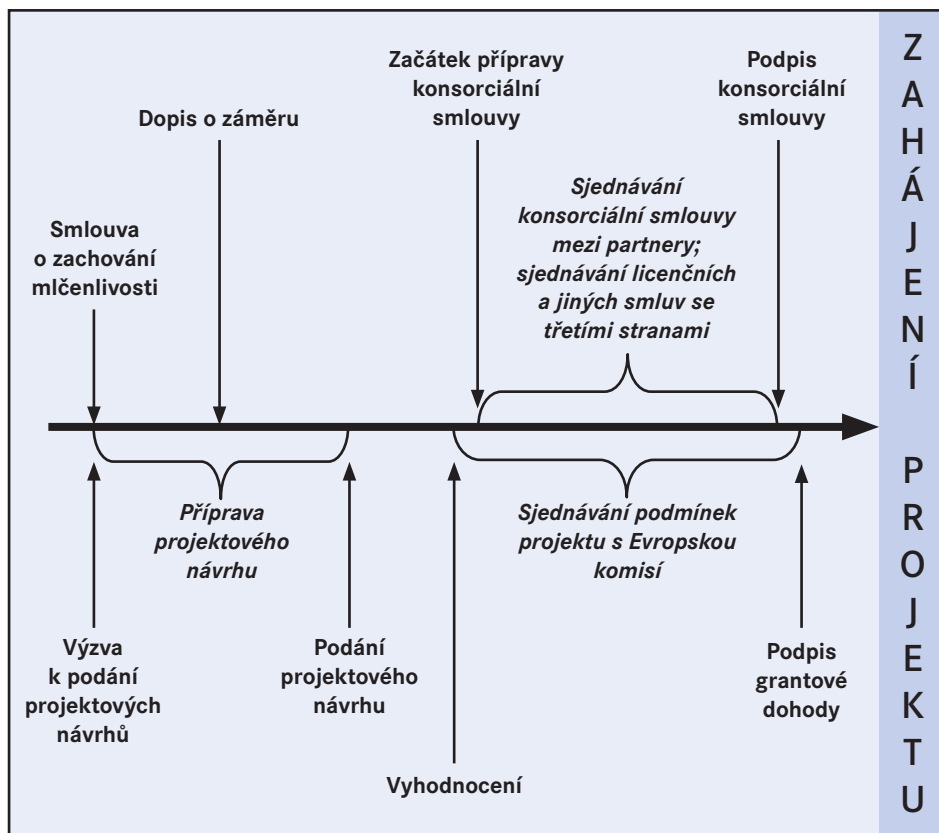 Začátek přípravy
konsorciální
smlouvy
Podpis
konsorciální
smlouvy
Dopis o záměru
Smlouva
o zachování
mlčenlivosti
Sjednávání
konsorciální smlouvy
mezi partnery;
sjednávání licenčních
a jiných smluv se
třetími stranami
Příprava
projektového
návrhu
Sjednávání podmínek
projektu s Evropskou
komisí
Výzva
k podání
projektových
návrhů
Podání
projektového
návrhu
Podpis
grantové
dohody
Vyhodnocení
ZAHÁJENÍ PROJEKTU